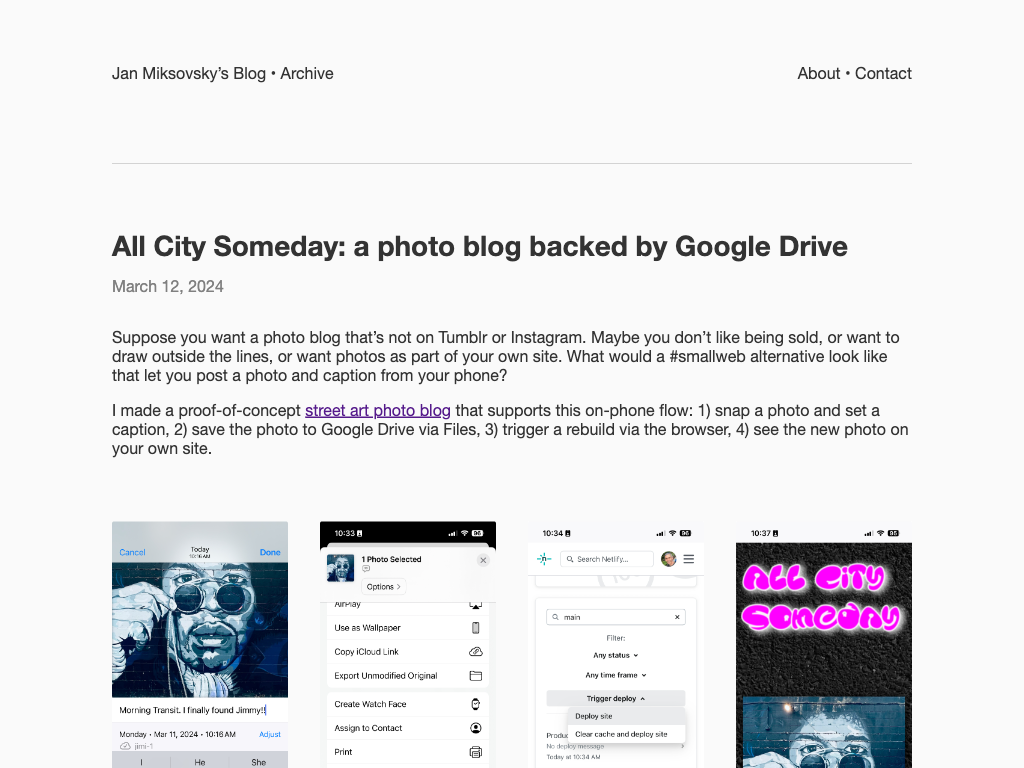 Jan Miksovsky’s Blog • Archive
About • Contact
All City Someday: a photo blog backed by Google Drive
March 12, 2024
Suppose you want a photo blog that’s not on Tumblr or Instagram. Maybe you don’t like being sold, or want to
draw outside the lines, or want photos as part of your own site. What would a #smallweb alternative look like
that let you post a photo and caption from your phone?
I made a proof-of-concept street art photo blog that supports this on-phone flow: 1) snap a photo and set a
caption, 2) save the photo to Google Drive via Files, 3) trigger a rebuild via the browser, 4) see the new photo on
your own site.
Cancel
Today
10:16 AM
Done
Morning Transit. I finally found Jimmy!!
Monday • Mar 11, 2024 • 10:16 AM
Adjust
jimi-1
I
He
She
10:33
96
1 Photo Selected
Options
AirPlay
Use as Wallpaper
Copy iCloud Link
Export Unmodified Original
Create Watch Face
Assign to Contact
Print
10:34
96
Search Netlify...
main
Filter:
Any status
Any time frame
Trigger deploy
Deploy site
Clear cache and deploy site
Produc
No deploy message
Today at 10:34 AM
10:37
ALL CITY
SOMEDAY